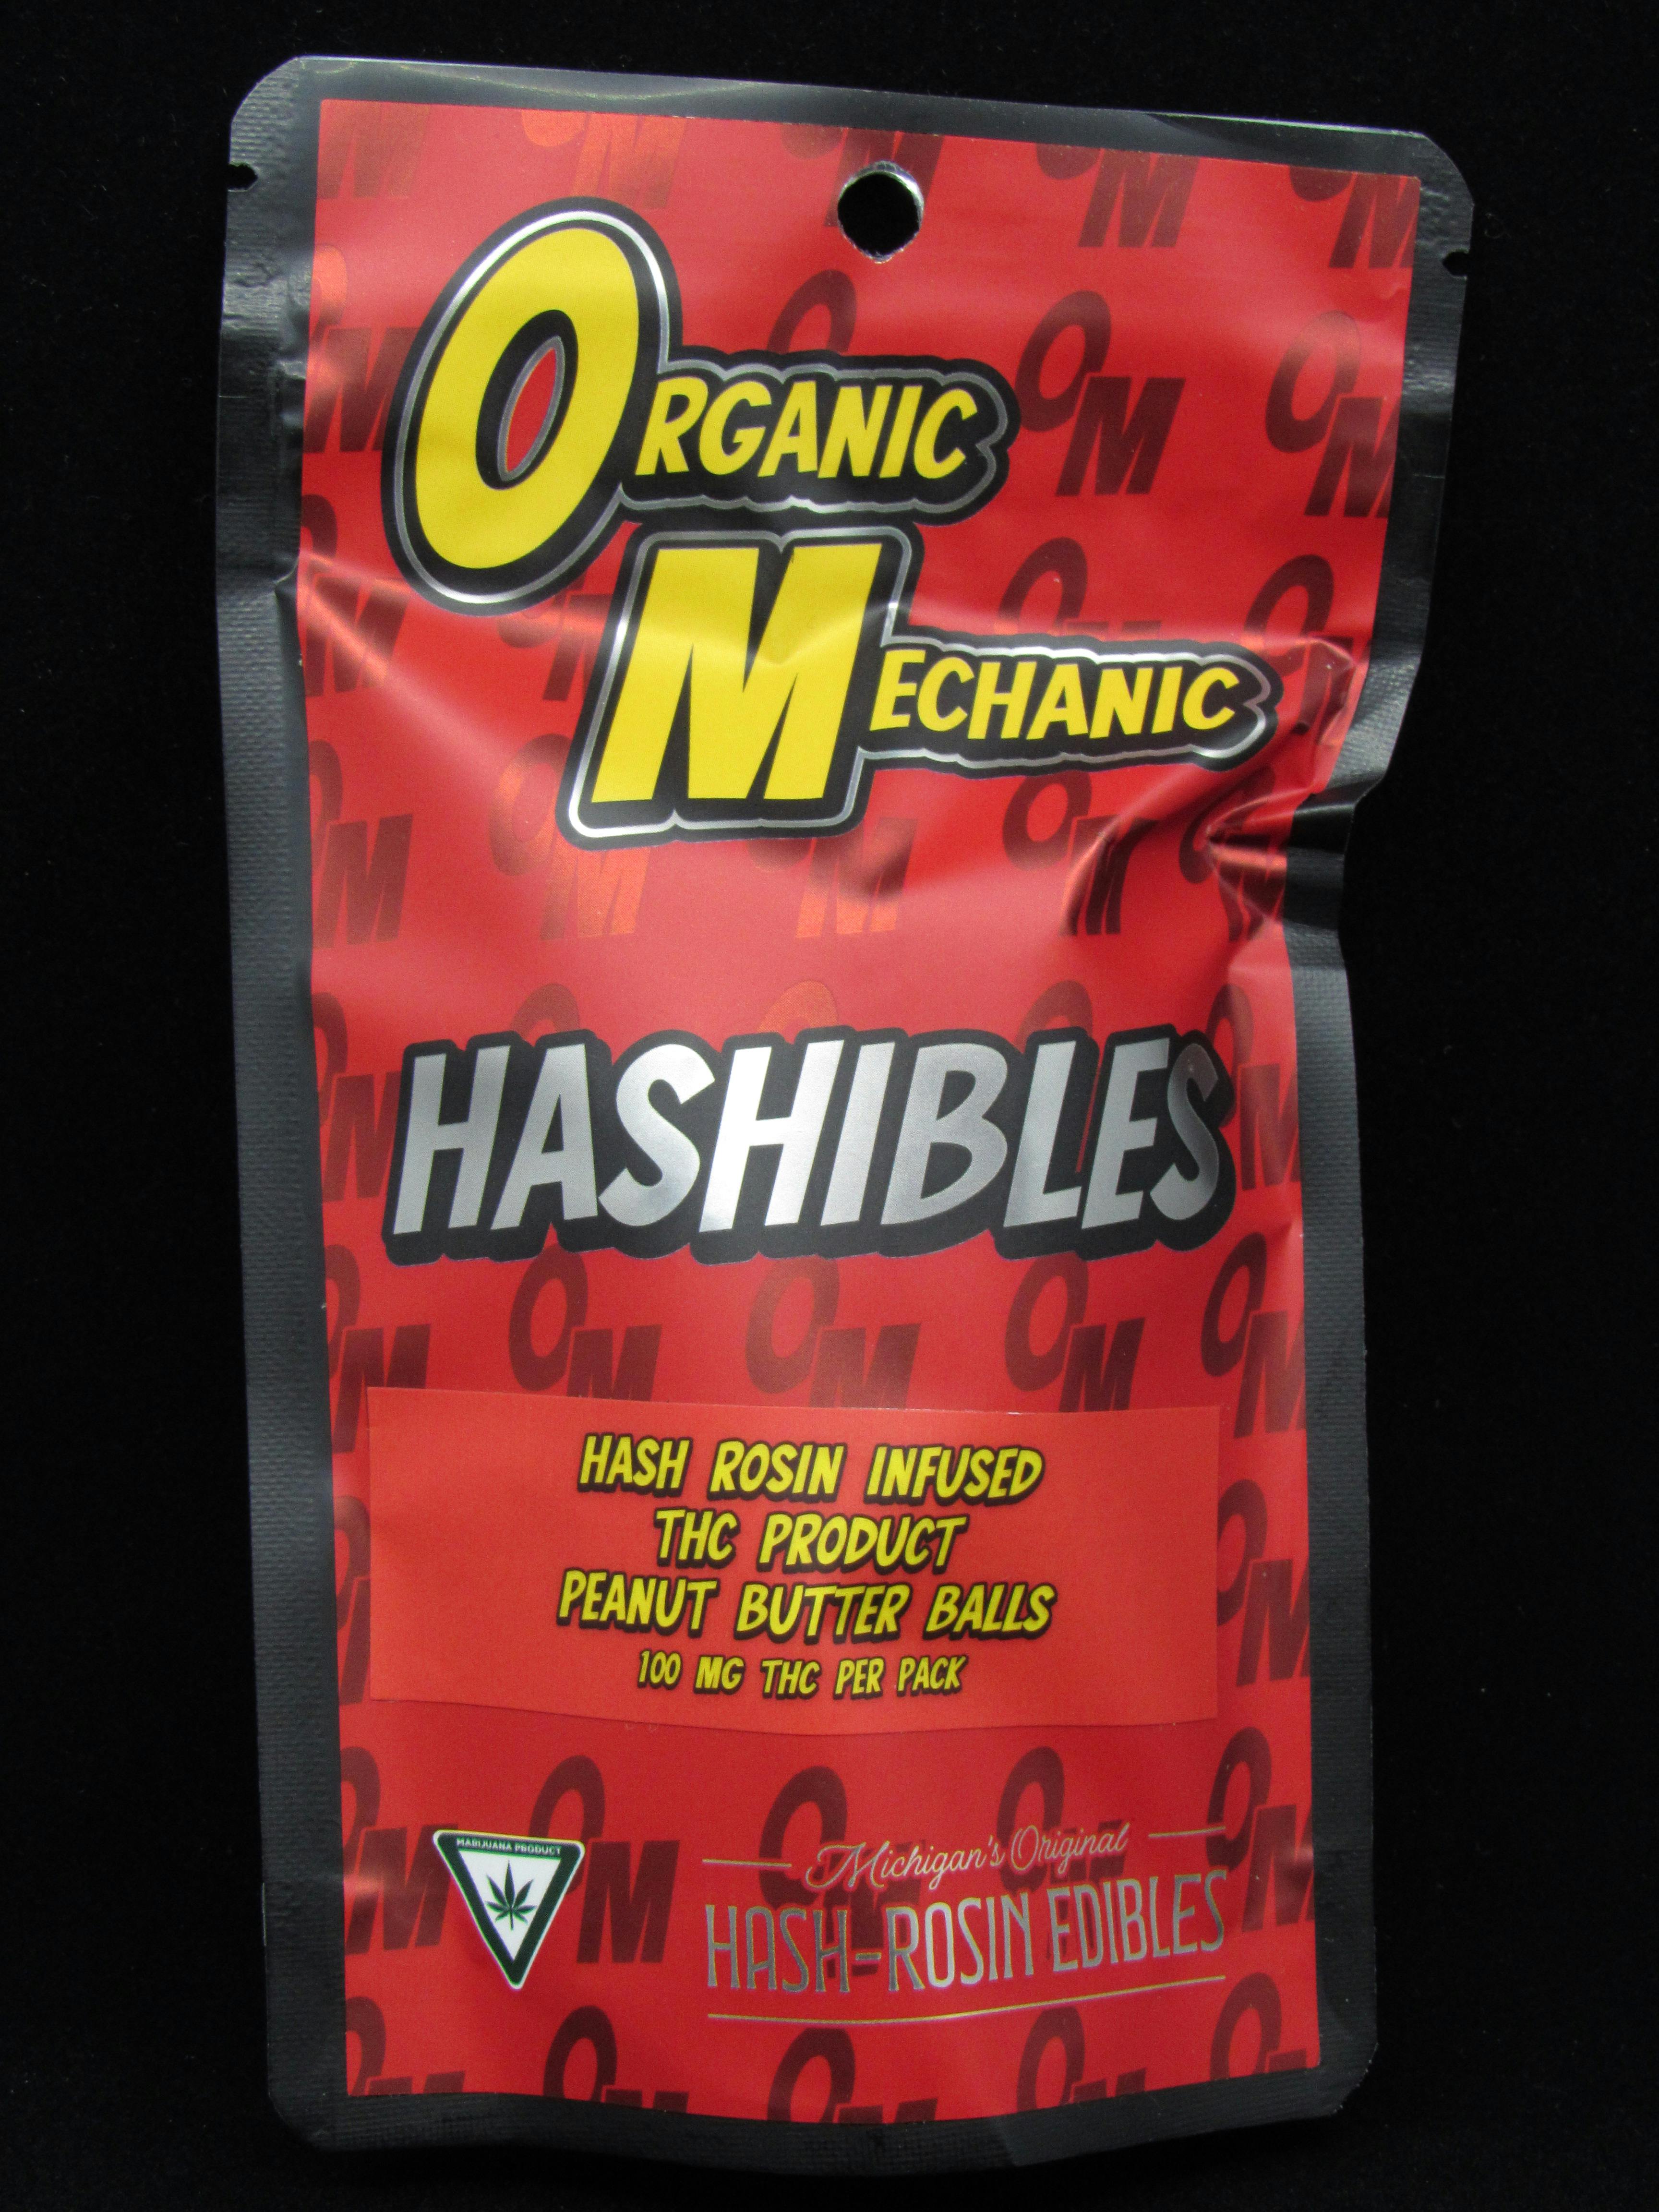 ORGANIC
MECHANIC
HASHIBLES
HASH ROSIN INFUSED
THC PRODUCT
PEANUT BUTTER BALLS
100 MG THC PER PACK
MARIJUANA PRODUCT
Michigan's Original
HASH-ROSIN EDIBLES